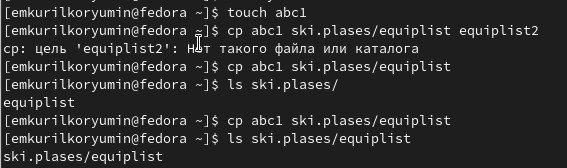 [emkurilkoryumin@fedora ~]$ touch abc1
[emkurilkoryumin@fedora ~]$ cp abc1 ski.plases/equiplist equiplist2
cp: цель 'equiplist2': Нет такого файла или каталога
[emkurilkoryumin@fedora ~]$ cp abc1 ski.plases/equiplist
[emkurilkoryumin@fedora ~]$ ls ski.plases/
equiplist
[emkurilkoryumin@fedora ~]$ cp abc1 ski.plases/equiplist
[emkurilkoryumin@fedora ~]$ ls ski.plases/equiplist
ski.plases/equiplist